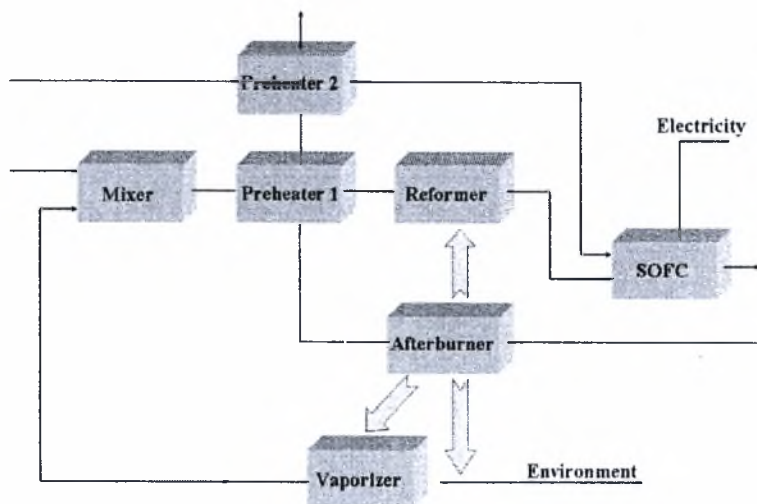 Preheater 2
Electricity
Mixer
Preheater 1
Reformer
SOFC
Afterburner
Vaporizer
Environment